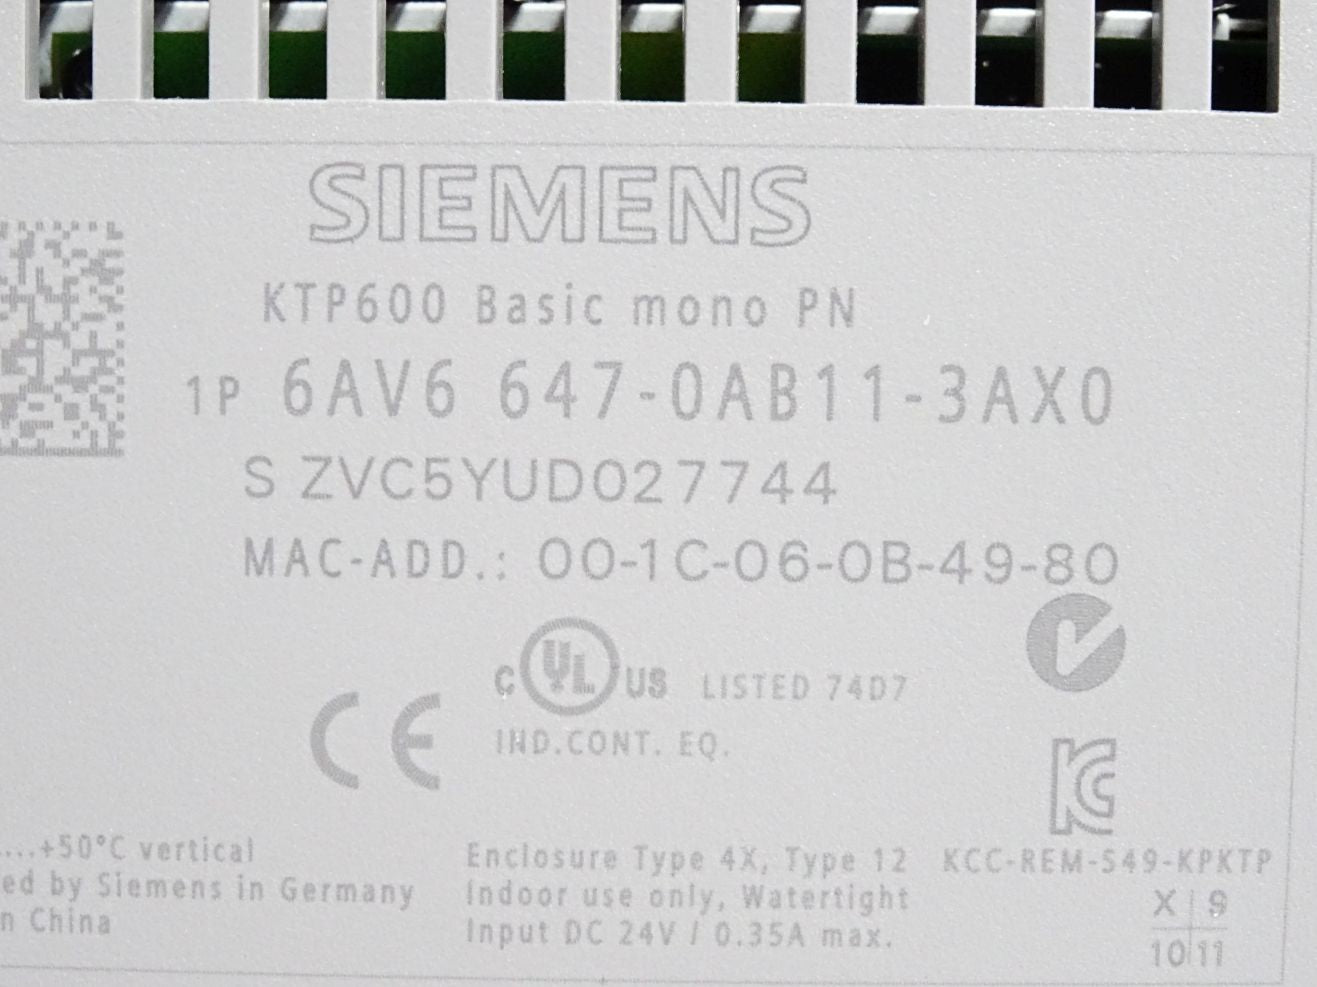 SIEMENS
KTP600 Basic mono PN
1P 6AV6 647-0AB11-3AX0
S ZVC5YUD027744
MAC-ADD.: 00-1C-06-0B-49-80
C UL US LISTED 74D7
IND.CONT. EQ.
CE
KC
....+50°C vertical
ed by Siemens in Germany
n China
Enclosure Type 4X, Type 12
Indoor use only, Watertight
Input DC 24V / 0.35A max.
KCC-REM-S49-KPKTP
X 9
10 11